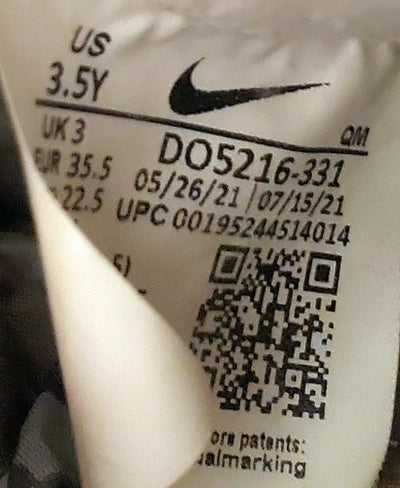 US
3.5Y
QM
UK 3
DO5216-331
EUR 35.5
05/26/21 | 07/15/21
22.5
UPC 00195244514014
5)
ore patents:
almarking